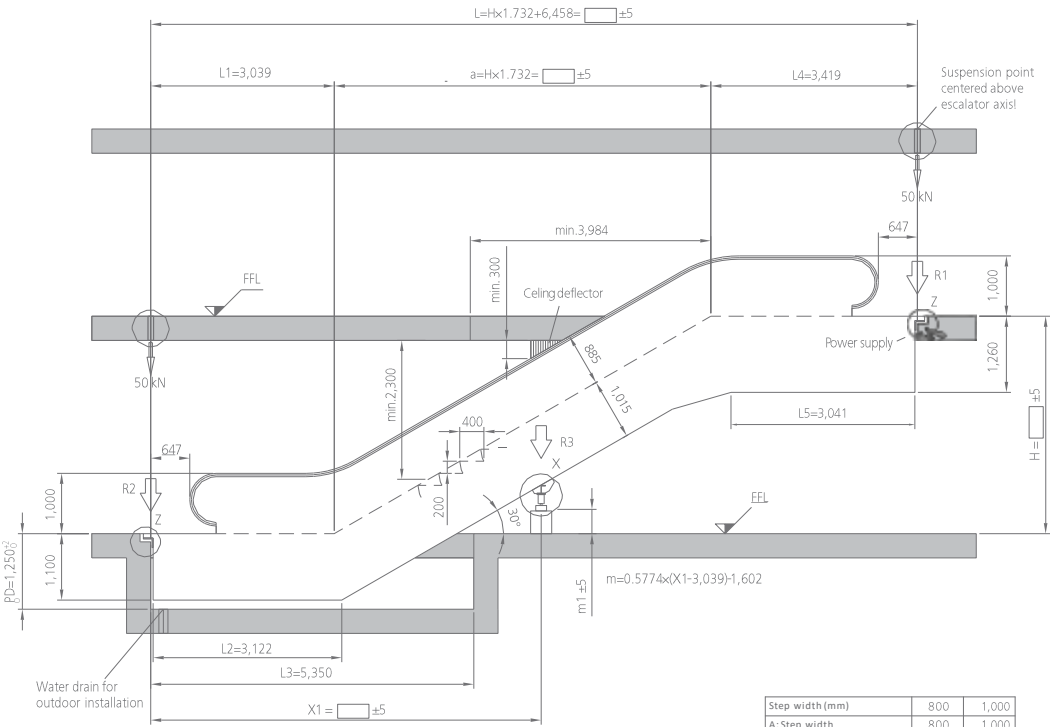 L=H×1.732+6,458= ±5
L1=3,039
a=H×1.732= ±5
L4=3,419
Suspension point
centered above
escalator axis!
50 kN
647
min.3,984
R1
1,000
FFL
min. 300
Celing deflector
Z
Power supply
885
1,015
1,260
50 kN
min.2,300
L5=3,041
H = ±5
400
R3
X
647
R2
1,000
Z
200
30°
FFL
PD=1,250
1,100
m1 ±5
m=0.5774×(X1-3,039)-1,602
L2=3,122
L3=5,350
Water drain for
outdoor installation
X1 = ±5
Step width (mm) 800 1,000
A: Step width 800 1,000